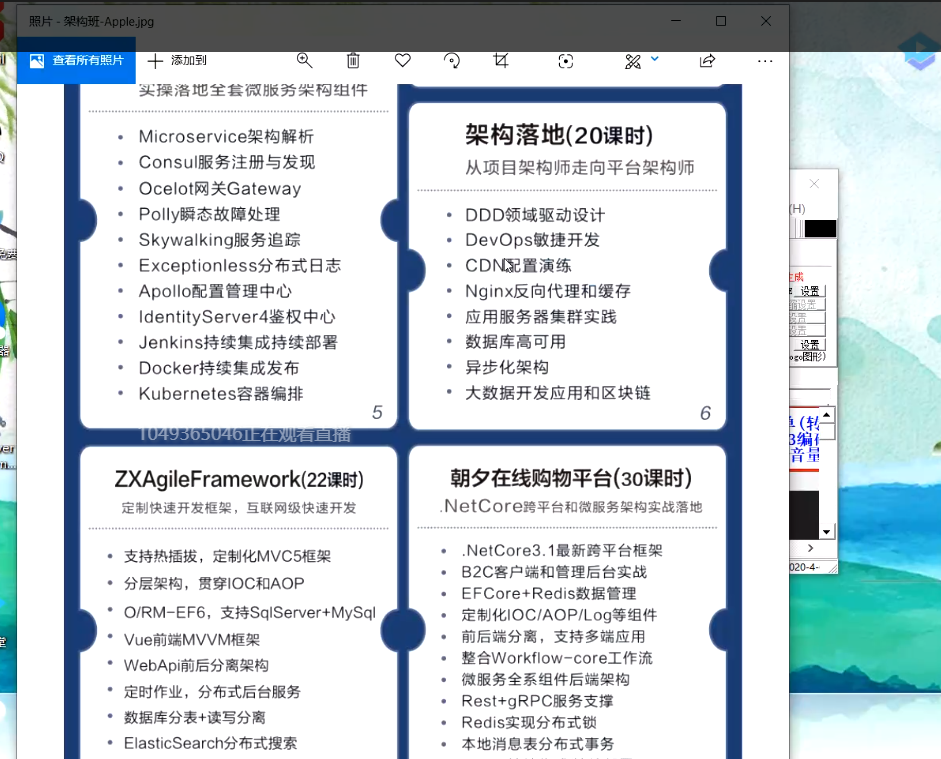 照片 - 架构班-Apple.jpg
查看所有照片
添加到
实操落地全套微服务架构组件
• Microservice架构解析
• Consul服务注册与发现
• Ocelot网关Gateway
• Polly瞬态故障处理
• Skywalking服务追踪
• Exceptionless分布式日志
• Apollo配置管理中心
• IdentityServer4鉴权中心
• Jenkins持续集成持续部署
• Docker持续集成发布
• Kubernetes容器编排
5
架构落地(20课时)
从项目架构师走向平台架构师
• DDD领域驱动设计
• DevOps敏捷开发
• CDN配置演练
• Nginx反向代理和缓存
• 应用服务器集群实践
• 数据库高可用
• 异步化架构
• 大数据开发应用和区块链
6
1049365046正在观看直播
ZXAgileFramework(22课时)
定制快速开发框架，互联网级快速开发
• 支持热插拔，定制化MVC5框架
• 分层架构，贯穿IOC和AOP
• O/RM-EF6，支持SqlServer+MySql
• Vue前端MVVM框架
• WebApi前后分离架构
• 定时作业，分布式后台服务
• 数据库分表+读写分离
• ElasticSearch分布式搜索
朝夕在线购物平台(30课时)
.NetCore跨平台和微服务架构实战落地
• .NetCore3.1最新跨平台框架
• B2C客户端和管理后台实战
• EFCore+Redis数据管理
• 定制化IOC/AOP/Log等组件
• 前后端分离，支持多端应用
• 整合Workflow-core工作流
• 微服务全系组件后端架构
• Rest+gRPC服务支撑
• Redis实现分布式锁
• 本地消息表分布式事务
(H)
生成
设置
设置
设置
设置
ogo图形)
(转
3编
音量
020-4-